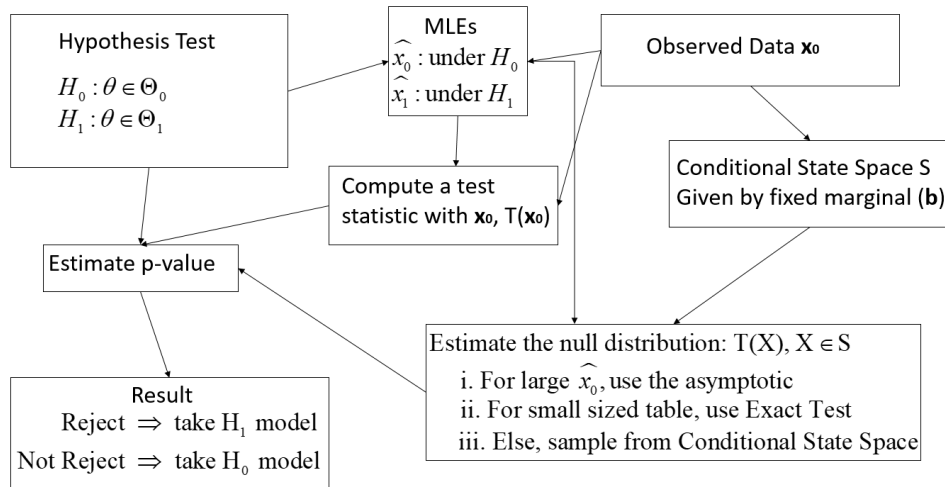 Hypothesis Test
H₀ : θ ∈ Θ₀
H₁ : θ ∈ Θ₁
MLEs
x̂₀ : under H₀
x̂₁ : under H₁
Observed Data x₀
Compute a test
statistic with x₀, T(x₀)
Conditional State Space S
Given by fixed marginal (b)
Estimate p-value
Estimate the null distribution: T(X), X ∈ S
i. For large x̂₀, use the asymptotic
ii. For small sized table, use Exact Test
iii. Else, sample from Conditional State Space
Result
Reject ⇒ take H₁ model
Not Reject ⇒ take H₀ model